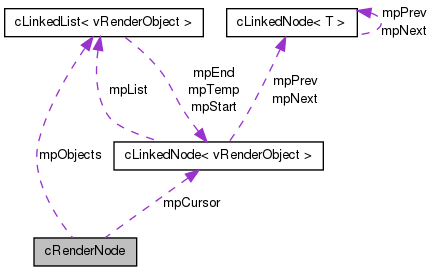 cLinkedList< vRenderObject >
cLinkedNode< T >
mpPrev
mpNext
mpList
mpEnd
mpTemp
mpStart
mpPrev
mpNext
cLinkedNode< vRenderObject >
mpObjects
mpCursor
cRenderNode